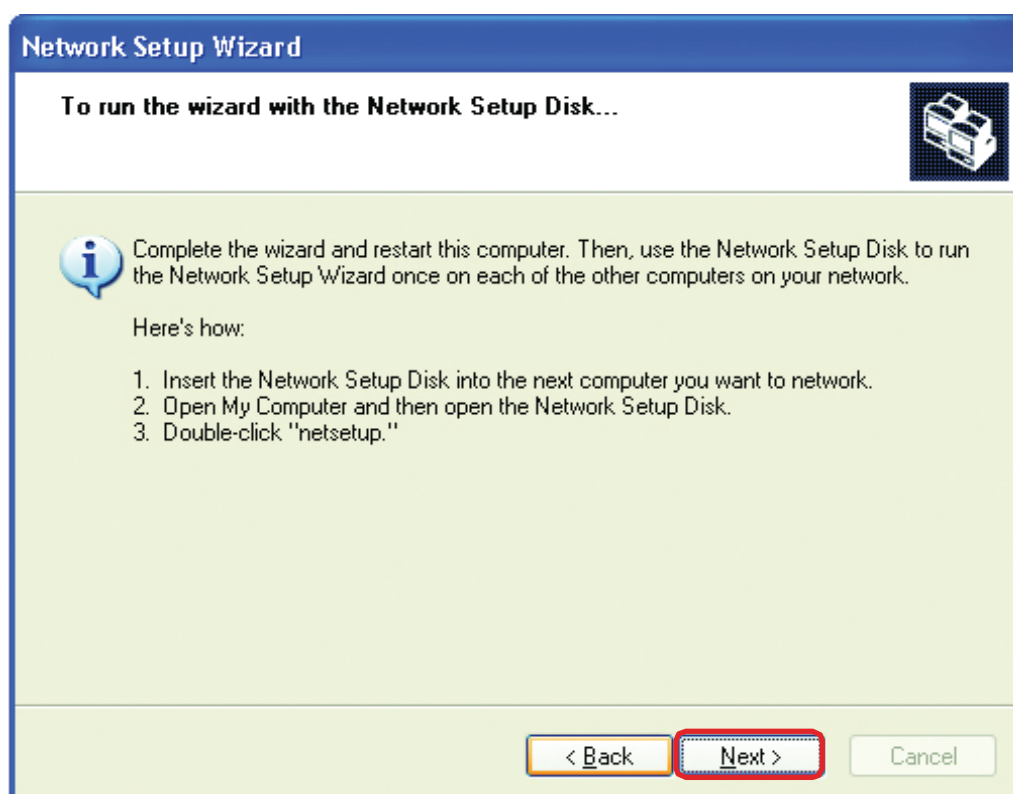 Network Setup Wizard
To run the wizard with the Network Setup Disk...
Complete the wizard and restart this computer. Then, use the Network Setup Disk to run
the Network Setup Wizard once on each of the other computers on your network.
Here's how:
1. Insert the Network Setup Disk into the next computer you want to network.
2. Open My Computer and then open the Network Setup Disk.
3. Double-click "netsetup."
< Back Next > Cancel